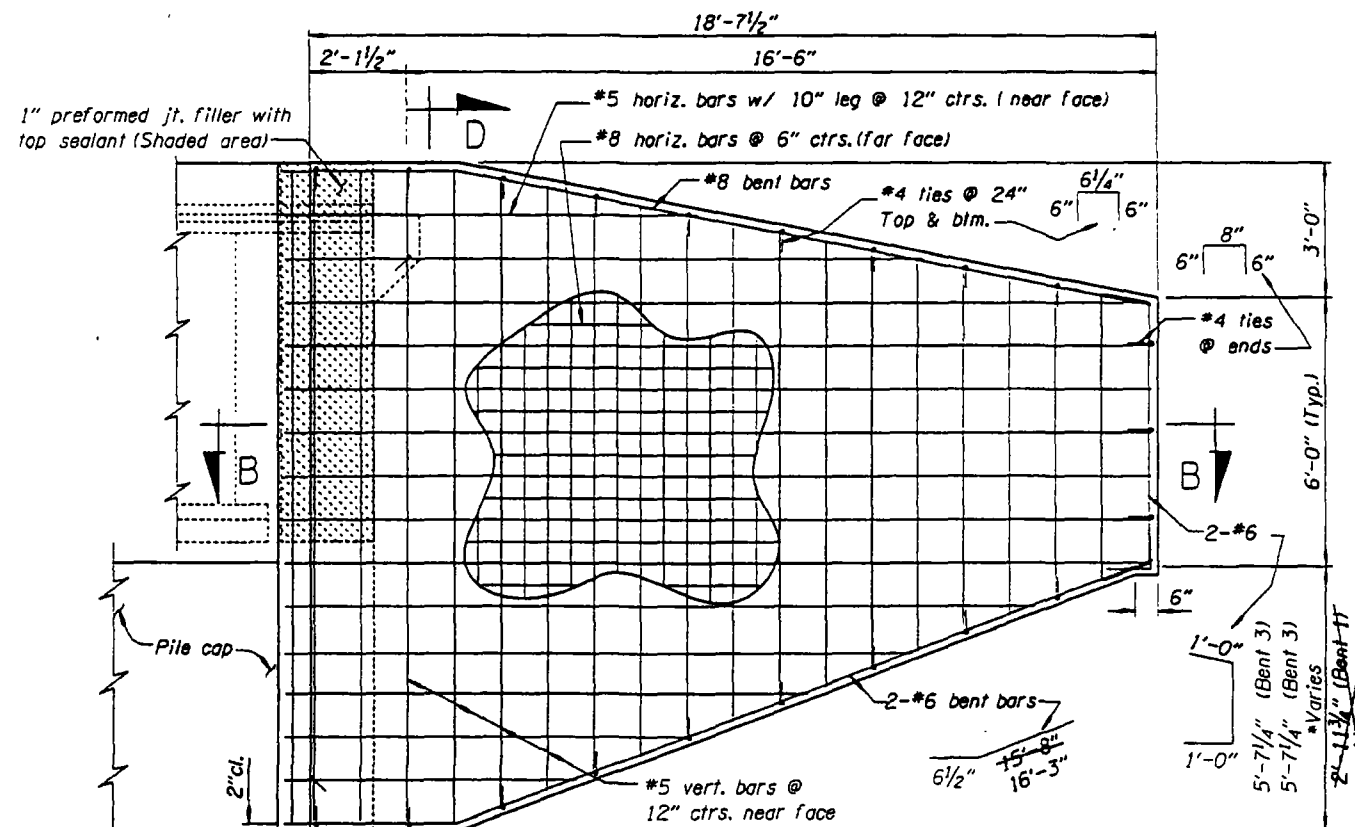 18'-7½"
2'-1½"
16'-6"
1" preformed jt. filler with
top sealant (Shaded area)
D
#5 horiz. bars w/ 10" leg @ 12" ctrs. ( near face)
#8 horiz. bars @ 6" ctrs. (far face)
#8 bent bars
#4 ties @ 24"
Top & btm.
6¼"
6" 6"
8"
6" 6"
3'-0"
#4 ties
@ ends
6'-0" (Typ.)
B
B
2-#6
6"
Pile cap
1'-0"
1'-0"
5'-7¼" (Bent 3)
5'-7¼" (Bent 3)
*Varies
2'-11¾" (Bent 1)
2-#6 bent bars
6½"
15'-8"
16'-3"
2"cl.
#5 vert. bars @
12" ctrs. near face